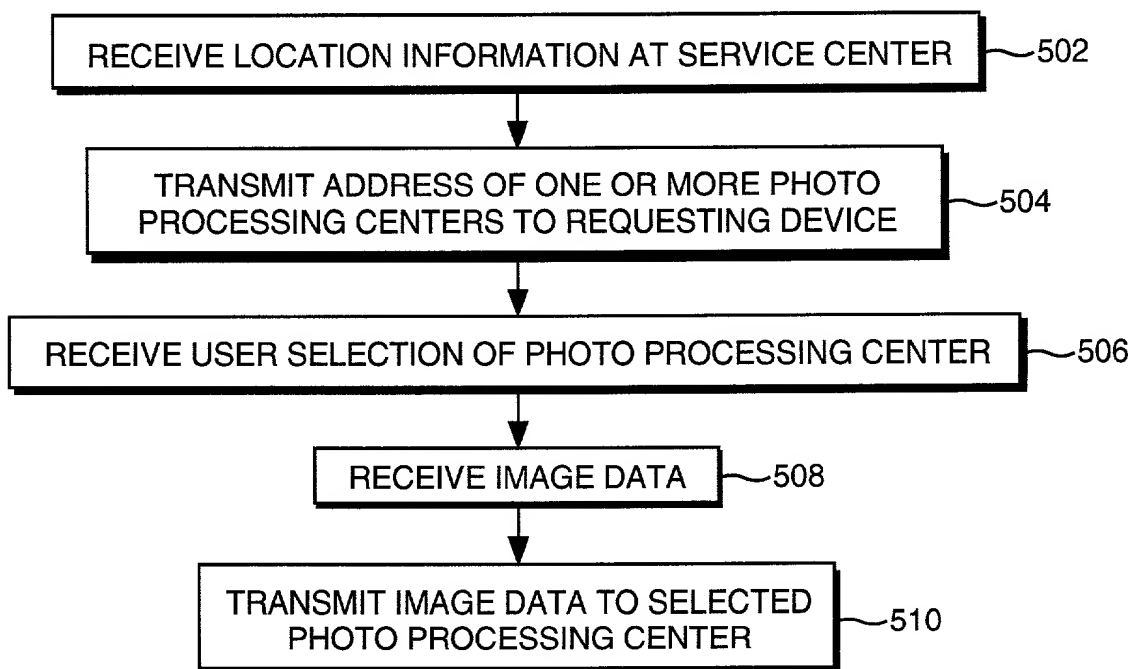 RECEIVE LOCATION INFORMATION AT SERVICE CENTER 502
TRANSMIT ADDRESS OF ONE OR MORE PHOTO
PROCESSING CENTERS TO REQUESTING DEVICE 504
RECEIVE USER SELECTION OF PHOTO PROCESSING CENTER 506
RECEIVE IMAGE DATA 508
TRANSMIT IMAGE DATA TO SELECTED
PHOTO PROCESSING CENTER 510